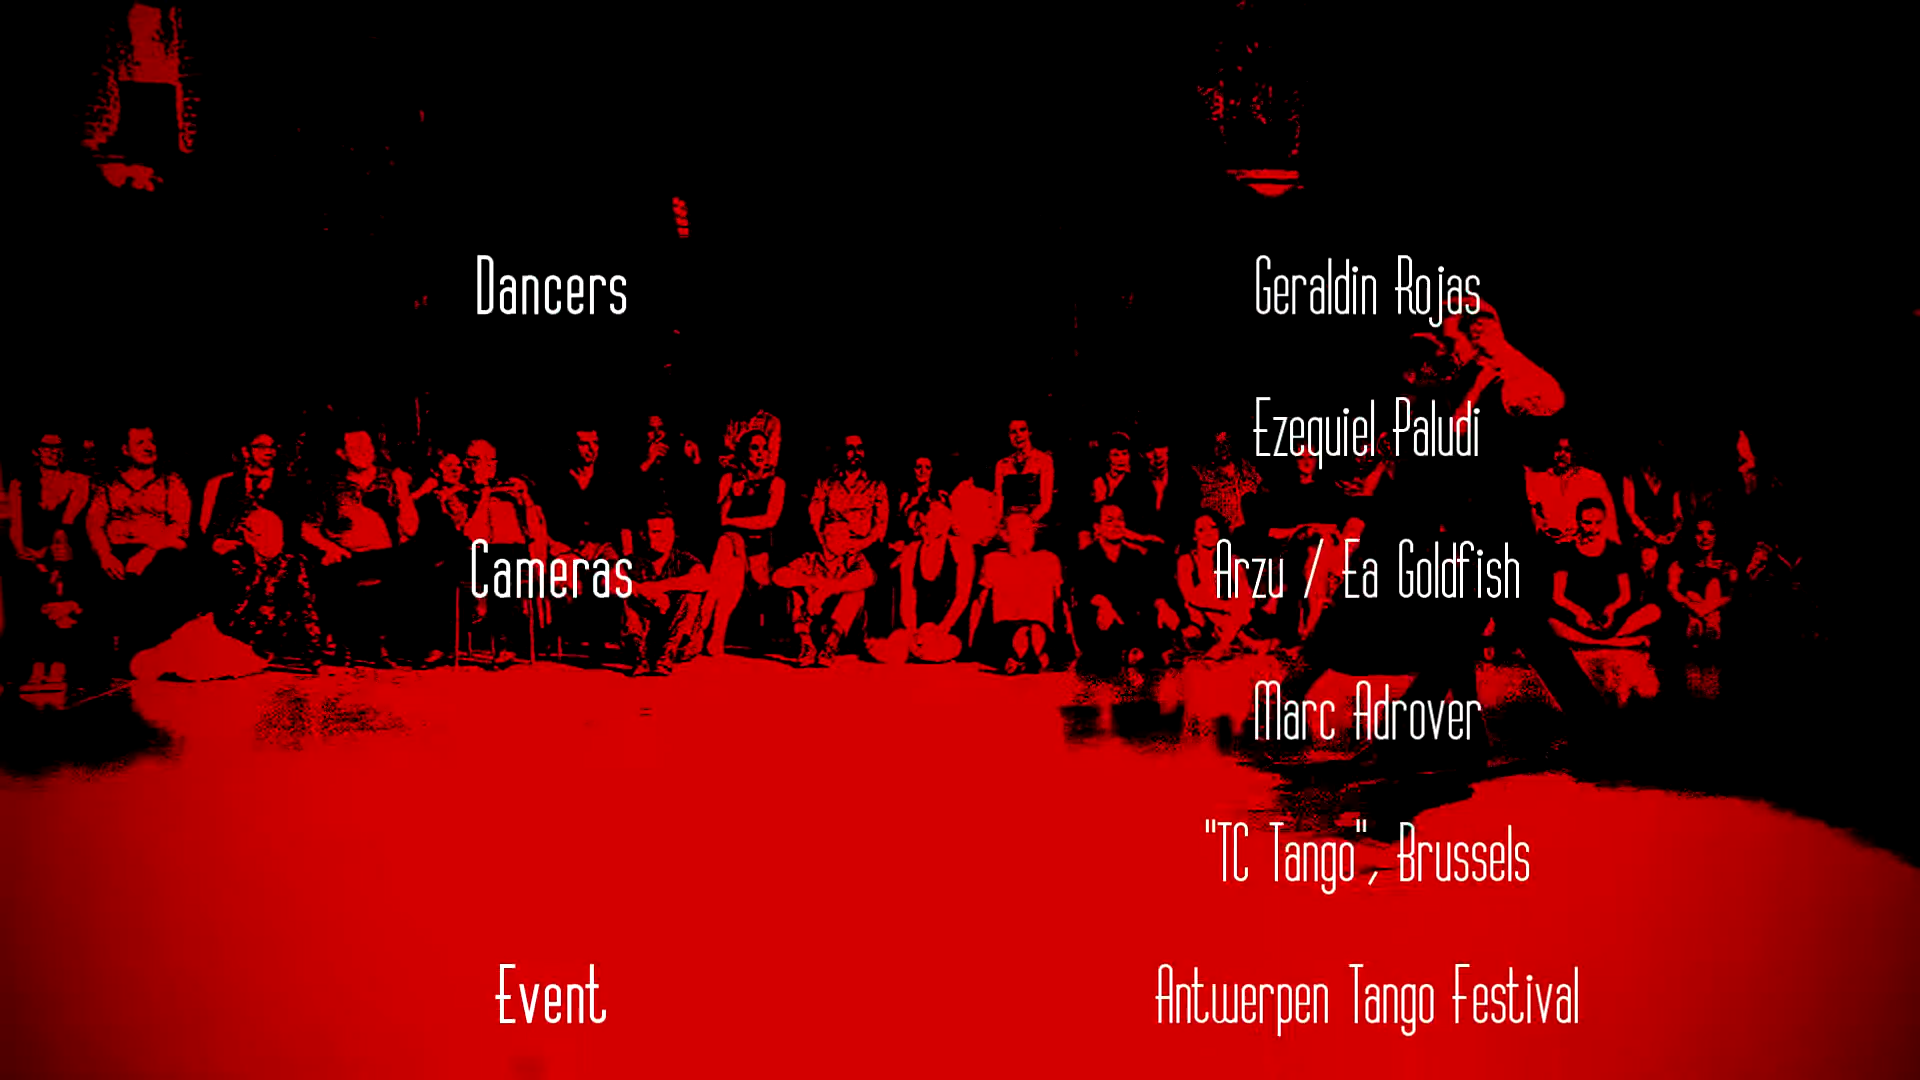 Dancers Geraldin Rojas
Ezequiel Paludi
Cameras Arzu / Ea Goldfish
Marc Adrover
"TC Tango", Brussels
Event Antwerpen Tango Festival